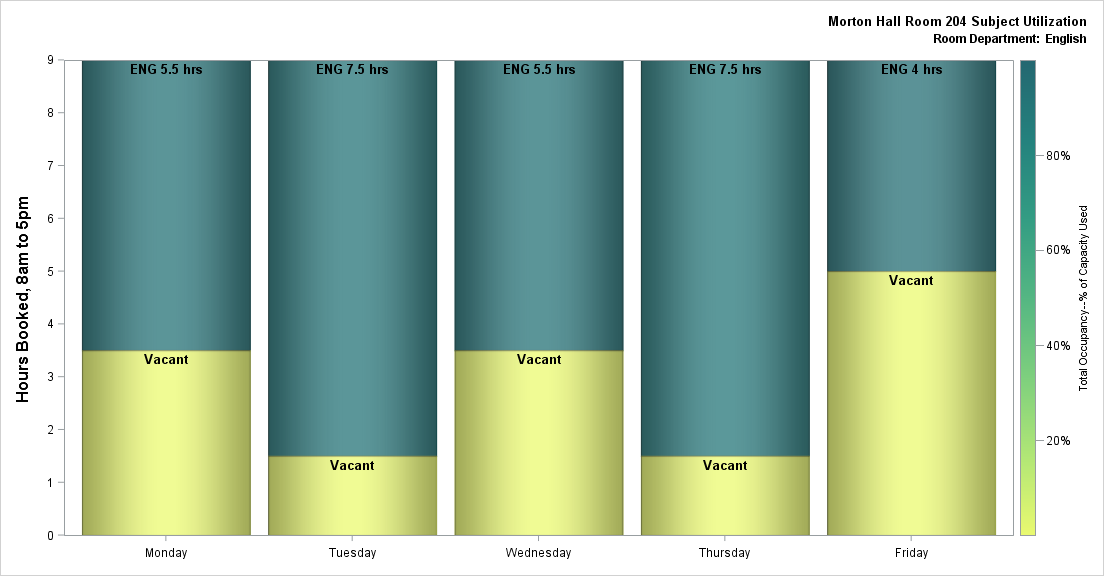 Morton Hall Room 204 Subject Utilization
Room Department: English
Hours Booked, 8am to 5pm
9
8
7
6
5
4
3
2
1
0
ENG 5.5 hrs
Vacant
ENG 7.5 hrs
Vacant
ENG 5.5 hrs
Vacant
ENG 7.5 hrs
Vacant
ENG 4 hrs
Vacant
Monday
Tuesday
Wednesday
Thursday
Friday
80%
60%
40%
20%
Total Occupancy--% of Capacity Used